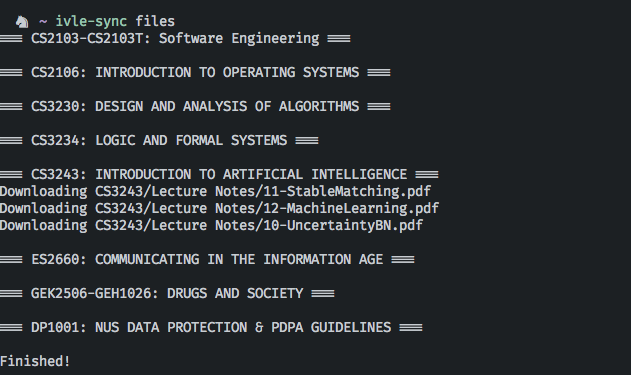 ~ ivle-sync files
=== CS2103-CS2103T: Software Engineering ===
=== CS2106: INTRODUCTION TO OPERATING SYSTEMS ===
=== CS3230: DESIGN AND ANALYSIS OF ALGORITHMS ===
=== CS3234: LOGIC AND FORMAL SYSTEMS ===
=== CS3243: INTRODUCTION TO ARTIFICIAL INTELLIGENCE ===
Downloading CS3243/Lecture Notes/11-StableMatching.pdf
Downloading CS3243/Lecture Notes/12-MachineLearning.pdf
Downloading CS3243/Lecture Notes/10-UncertaintyBN.pdf
=== ES2660: COMMUNICATING IN THE INFORMATION AGE ===
=== GEK2506-GEH1026: DRUGS AND SOCIETY ===
=== DP1001: NUS DATA PROTECTION & PDPA GUIDELINES ===
Finished!